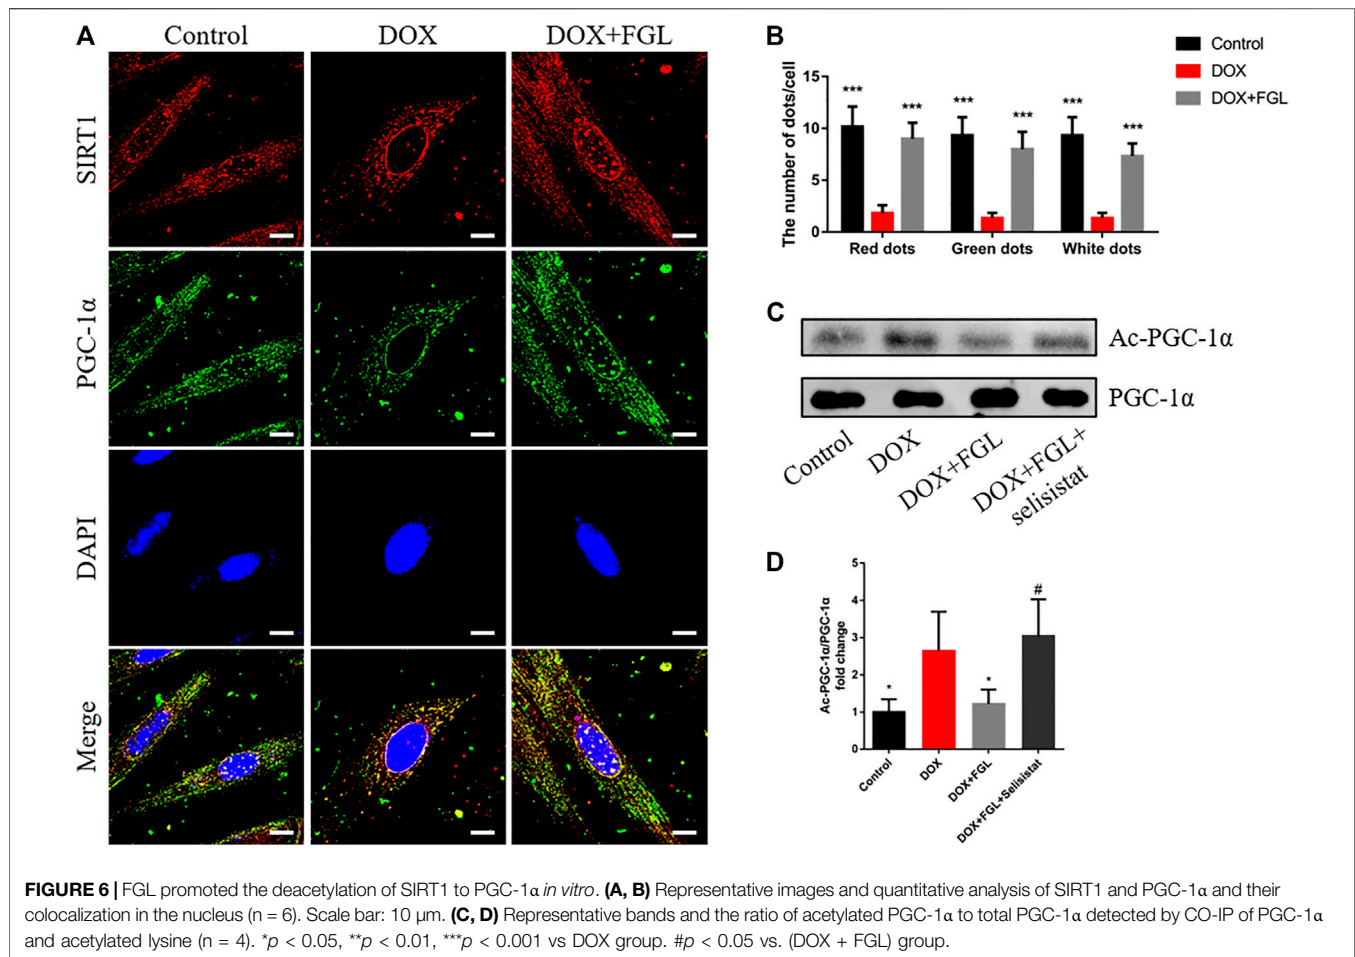 A
Control
DOX
DOX+FGL
SIRT1
PGC-1α
DAPI
Merge
B
Control
DOX
DOX+FGL
The number of dots/cell
15
10
5
0
***
***
***
***
***
***
Red dots
Green dots
White dots
C
Ac-PGC-1α
PGC-1α
Control
DOX
DOX+FGL
DOX+FGL+
selisistat
D
Ac-PGC-1α/PGC-1α
fold change
5
4
3
2
1
0
*
*
#
Control
DOX
DOX+FGL
DOX+FGL+Selisistat
FIGURE 6 | FGL promoted the deacetylation of SIRT1 to PGC-1α in vitro. (A, B) Representative images and quantitative analysis of SIRT1 and PGC-1α and their
colocalization in the nucleus (n = 6). Scale bar: 10 μm. (C, D) Representative bands and the ratio of acetylated PGC-1α to total PGC-1α detected by CO-IP of PGC-1α
and acetylated lysine (n = 4). *p < 0.05, **p < 0.01, ***p < 0.001 vs DOX group. #p < 0.05 vs. (DOX + FGL) group.